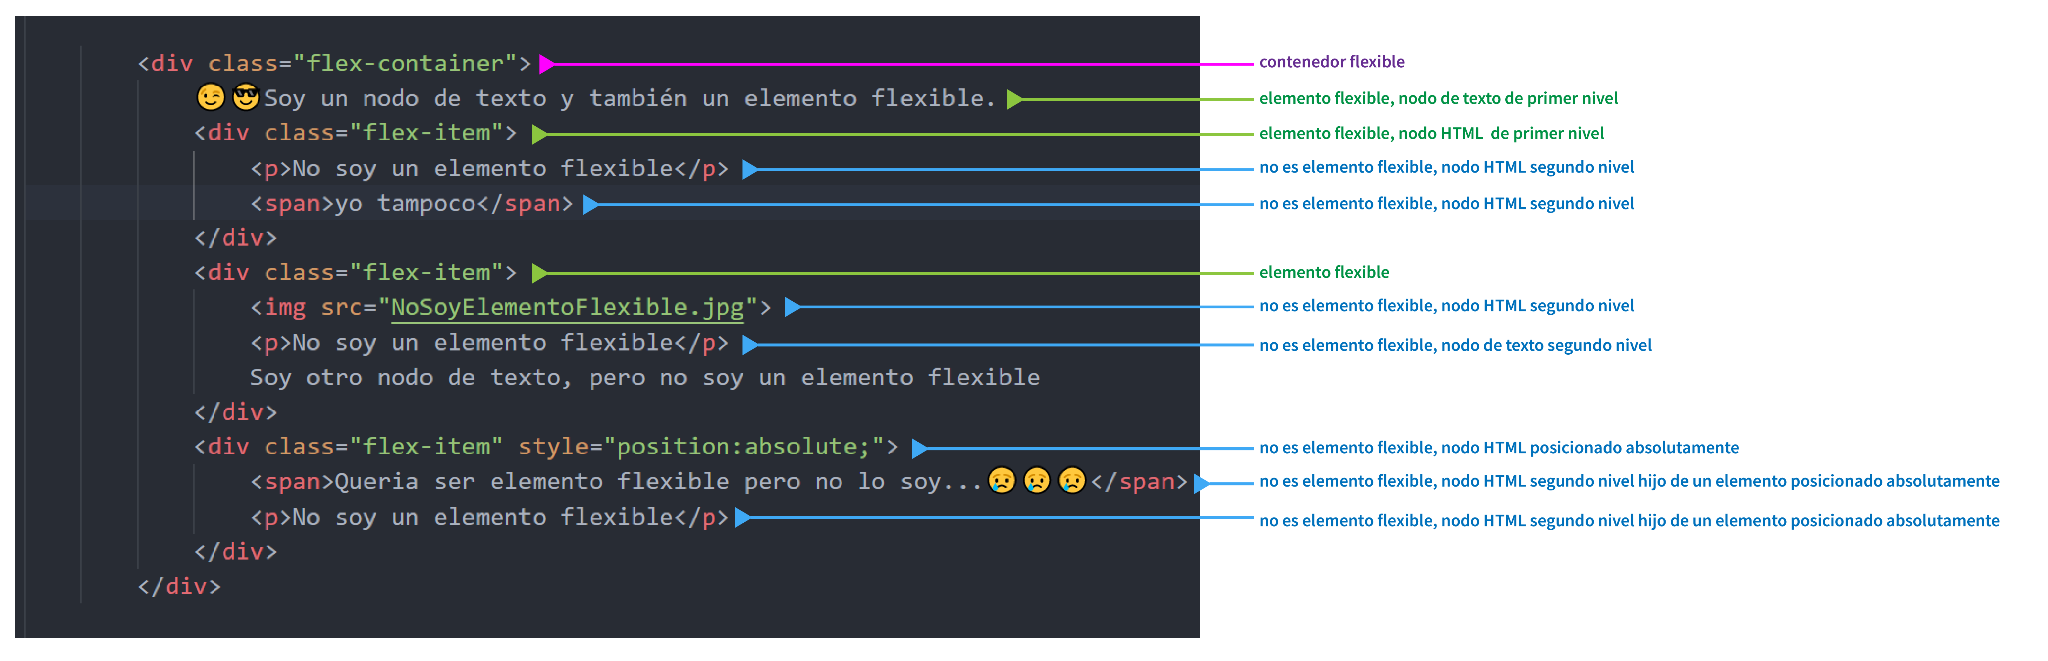 <div class="flex-container"> contenedor flexible
😉😎Soy un nodo de texto y también un elemento flexible. elemento flexible, nodo de texto de primer nivel
<div class="flex-item"> elemento flexible, nodo HTML de primer nivel
<p>No soy un elemento flexible</p> no es elemento flexible, nodo HTML segundo nivel
<span>yo tampoco</span> no es elemento flexible, nodo HTML segundo nivel
</div>
<div class="flex-item"> elemento flexible
<img src="NoSoyElementoFlexible.jpg"> no es elemento flexible, nodo HTML segundo nivel
<p>No soy un elemento flexible</p> no es elemento flexible, nodo de texto segundo nivel
Soy otro nodo de texto, pero no soy un elemento flexible
</div>
<div class="flex-item" style="position:absolute;"> no es elemento flexible, nodo HTML posicionado absolutamente
<span>Queria ser elemento flexible pero no lo soy...😢😢😢</span> no es elemento flexible, nodo HTML segundo nivel hijo de un elemento posicionado absolutamente
<p>No soy un elemento flexible</p> no es elemento flexible, nodo HTML segundo nivel hijo de un elemento posicionado absolutamente
</div>
</div>